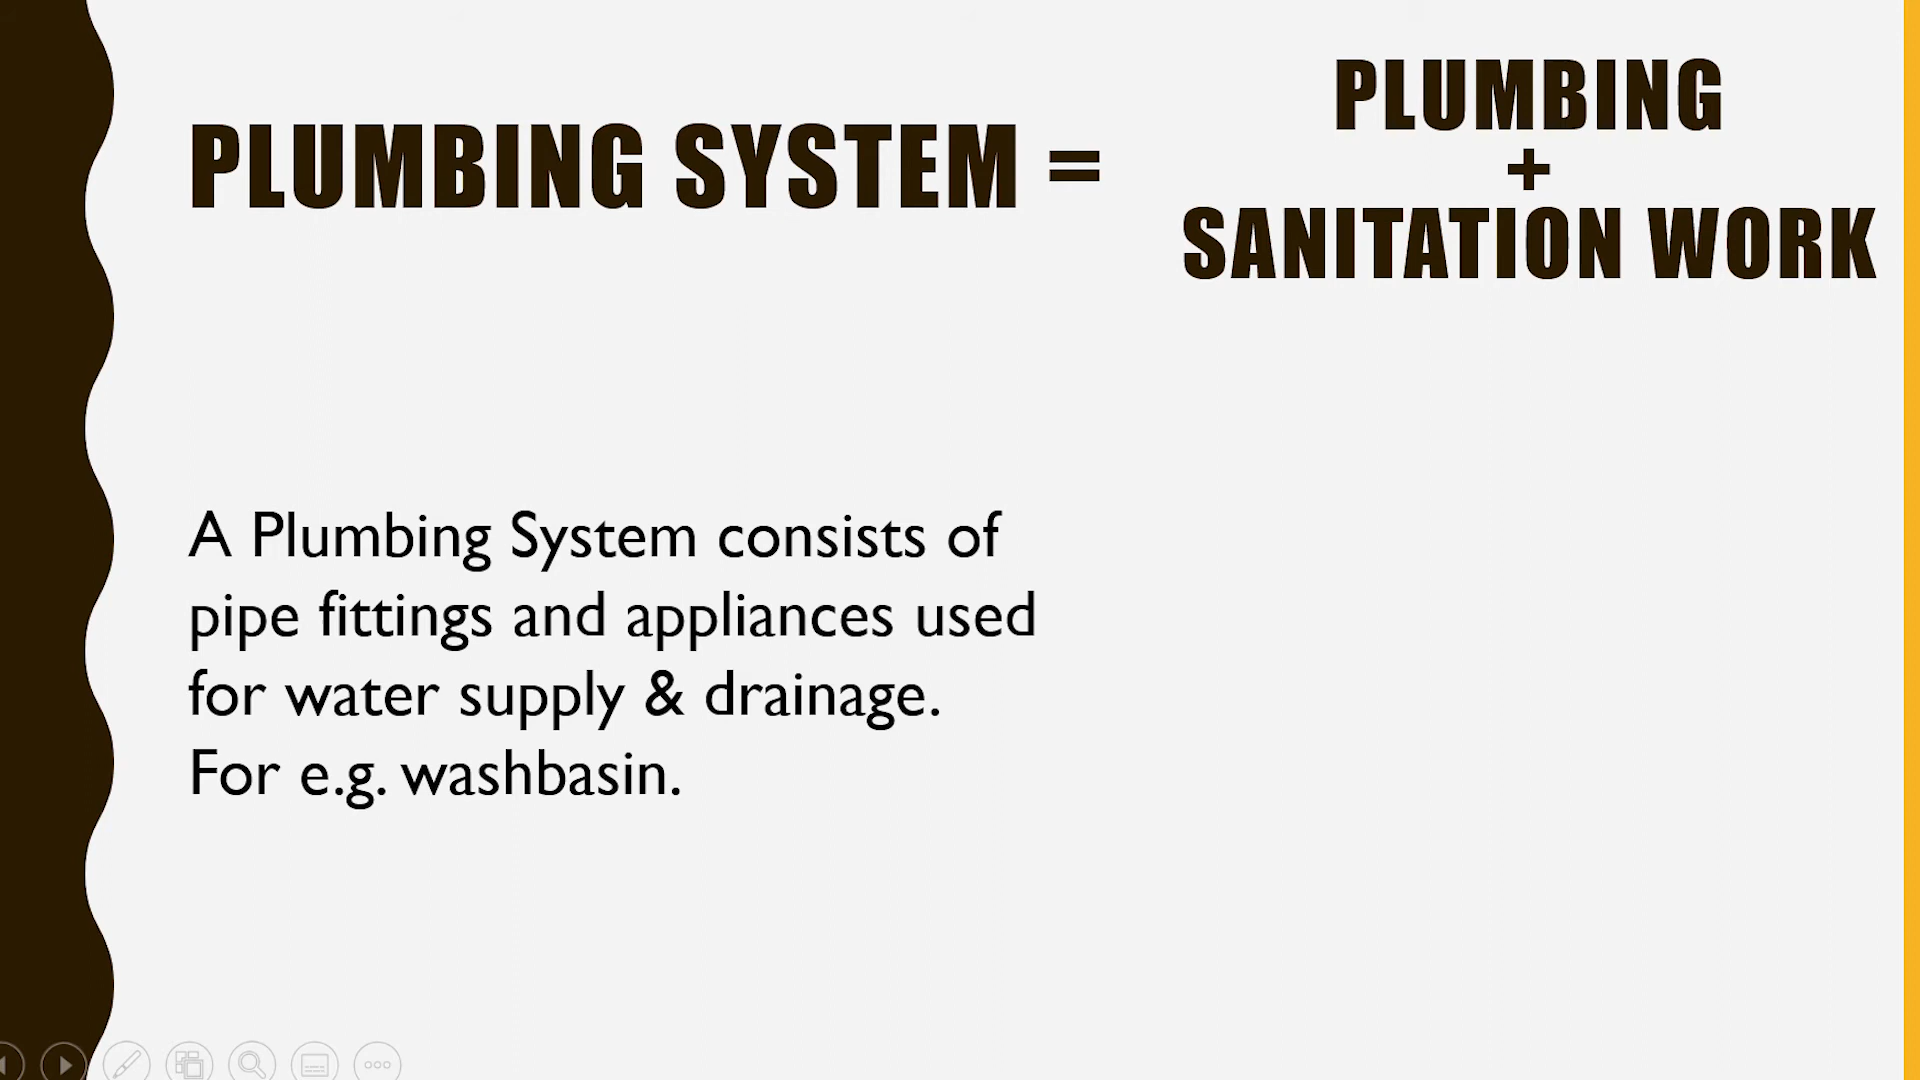 PLUMBING SYSTEM =
PLUMBING
+
SANITATION WORK
A Plumbing System consists of
pipe fittings and appliances used
for water supply & drainage.
For e.g. washbasin.